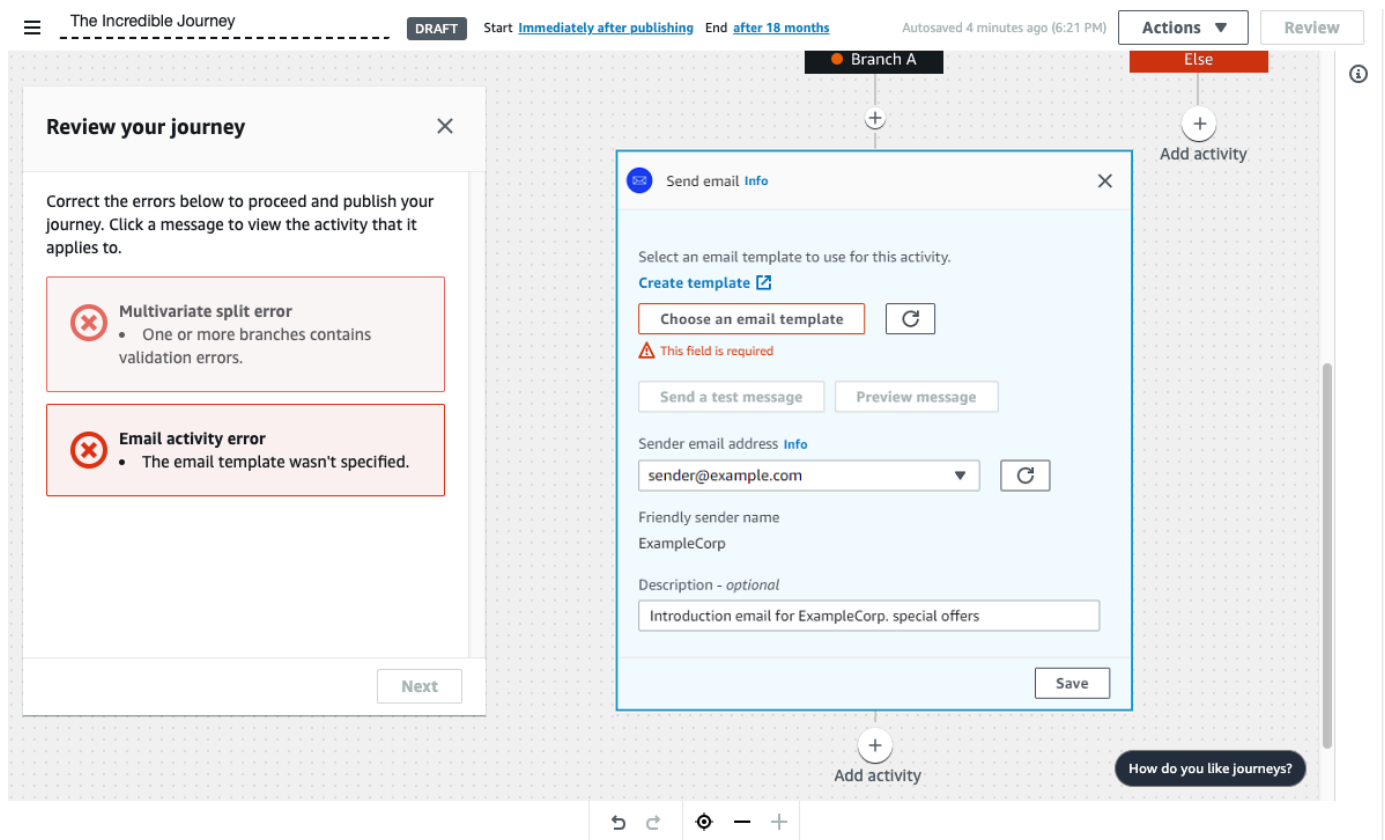 The Incredible Journey
DRAFT
Start Immediately after publishing End after 18 months
Autosaved 4 minutes ago (6:21 PM)
Actions
Review
Branch A
Else
Add activity
Review your journey
Correct the errors below to proceed and publish your
journey. Click a message to view the activity that it
applies to.
Multivariate split error
• One or more branches contains
validation errors.
Email activity error
• The email template wasn't specified.
Next
Send email Info
Select an email template to use for this activity.
Create template
Choose an email template
This field is required
Send a test message
Preview message
Sender email address Info
sender@example.com
Friendly sender name
ExampleCorp
Description - optional
Introduction email for ExampleCorp. special offers
Save
Add activity
How do you like journeys?